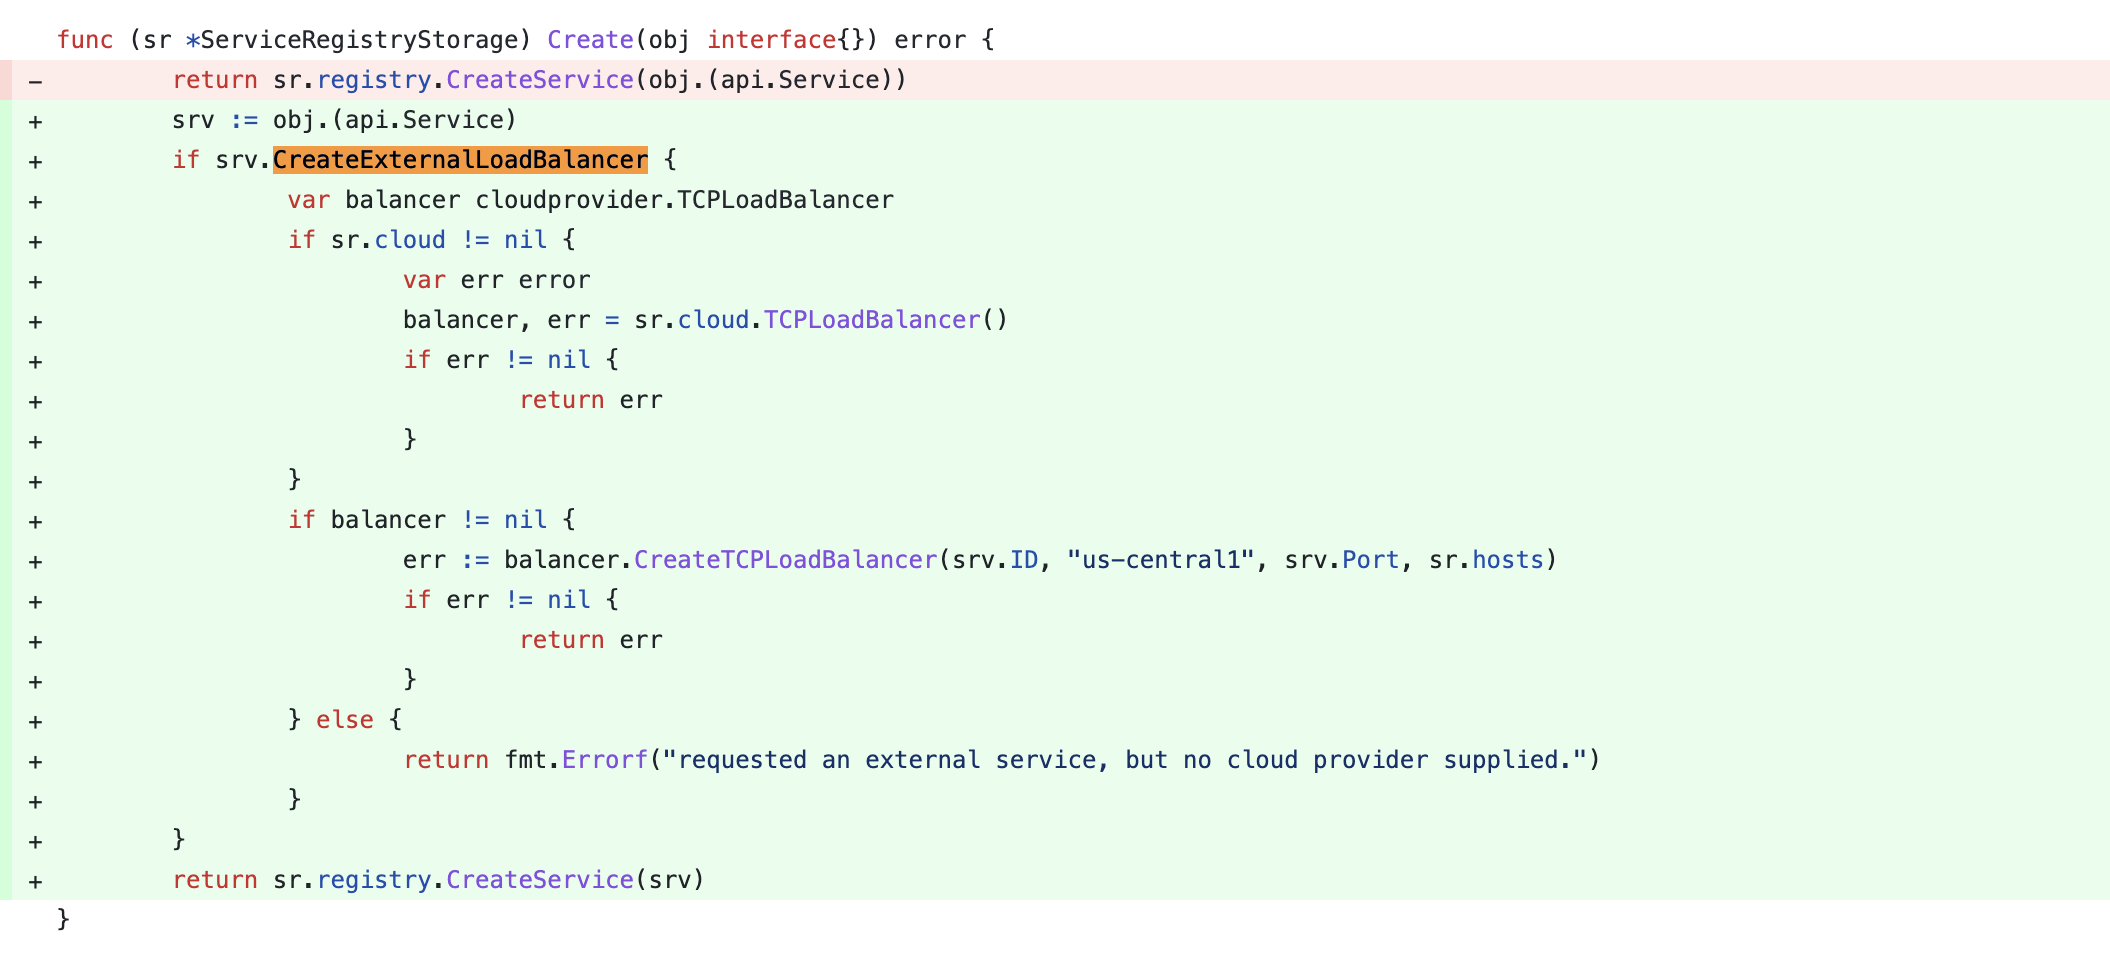 func (sr *ServiceRegistryStorage) Create(obj interface{}) error {
-        return sr.registry.CreateService(obj.(api.Service))
+        srv := obj.(api.Service)
+        if srv.CreateExternalLoadBalancer {
+                var balancer cloudprovider.TCPLoadBalancer
+                if sr.cloud != nil {
+                        var err error
+                        balancer, err = sr.cloud.TCPLoadBalancer()
+                        if err != nil {
+                                return err
+                        }
+                }
+                if balancer != nil {
+                        err := balancer.CreateTCPLoadBalancer(srv.ID, "us-central1", srv.Port, sr.hosts)
+                        if err != nil {
+                                return err
+                        }
+                } else {
+                        return fmt.Errorf("requested an external service, but no cloud provider supplied.")
+                }
+        }
+        return sr.registry.CreateService(srv)
}